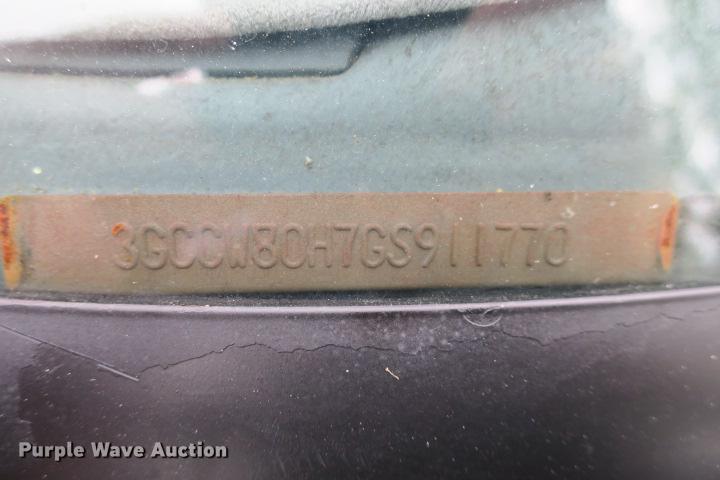 3GCCW80H7GS911770
Purple Wave Auction